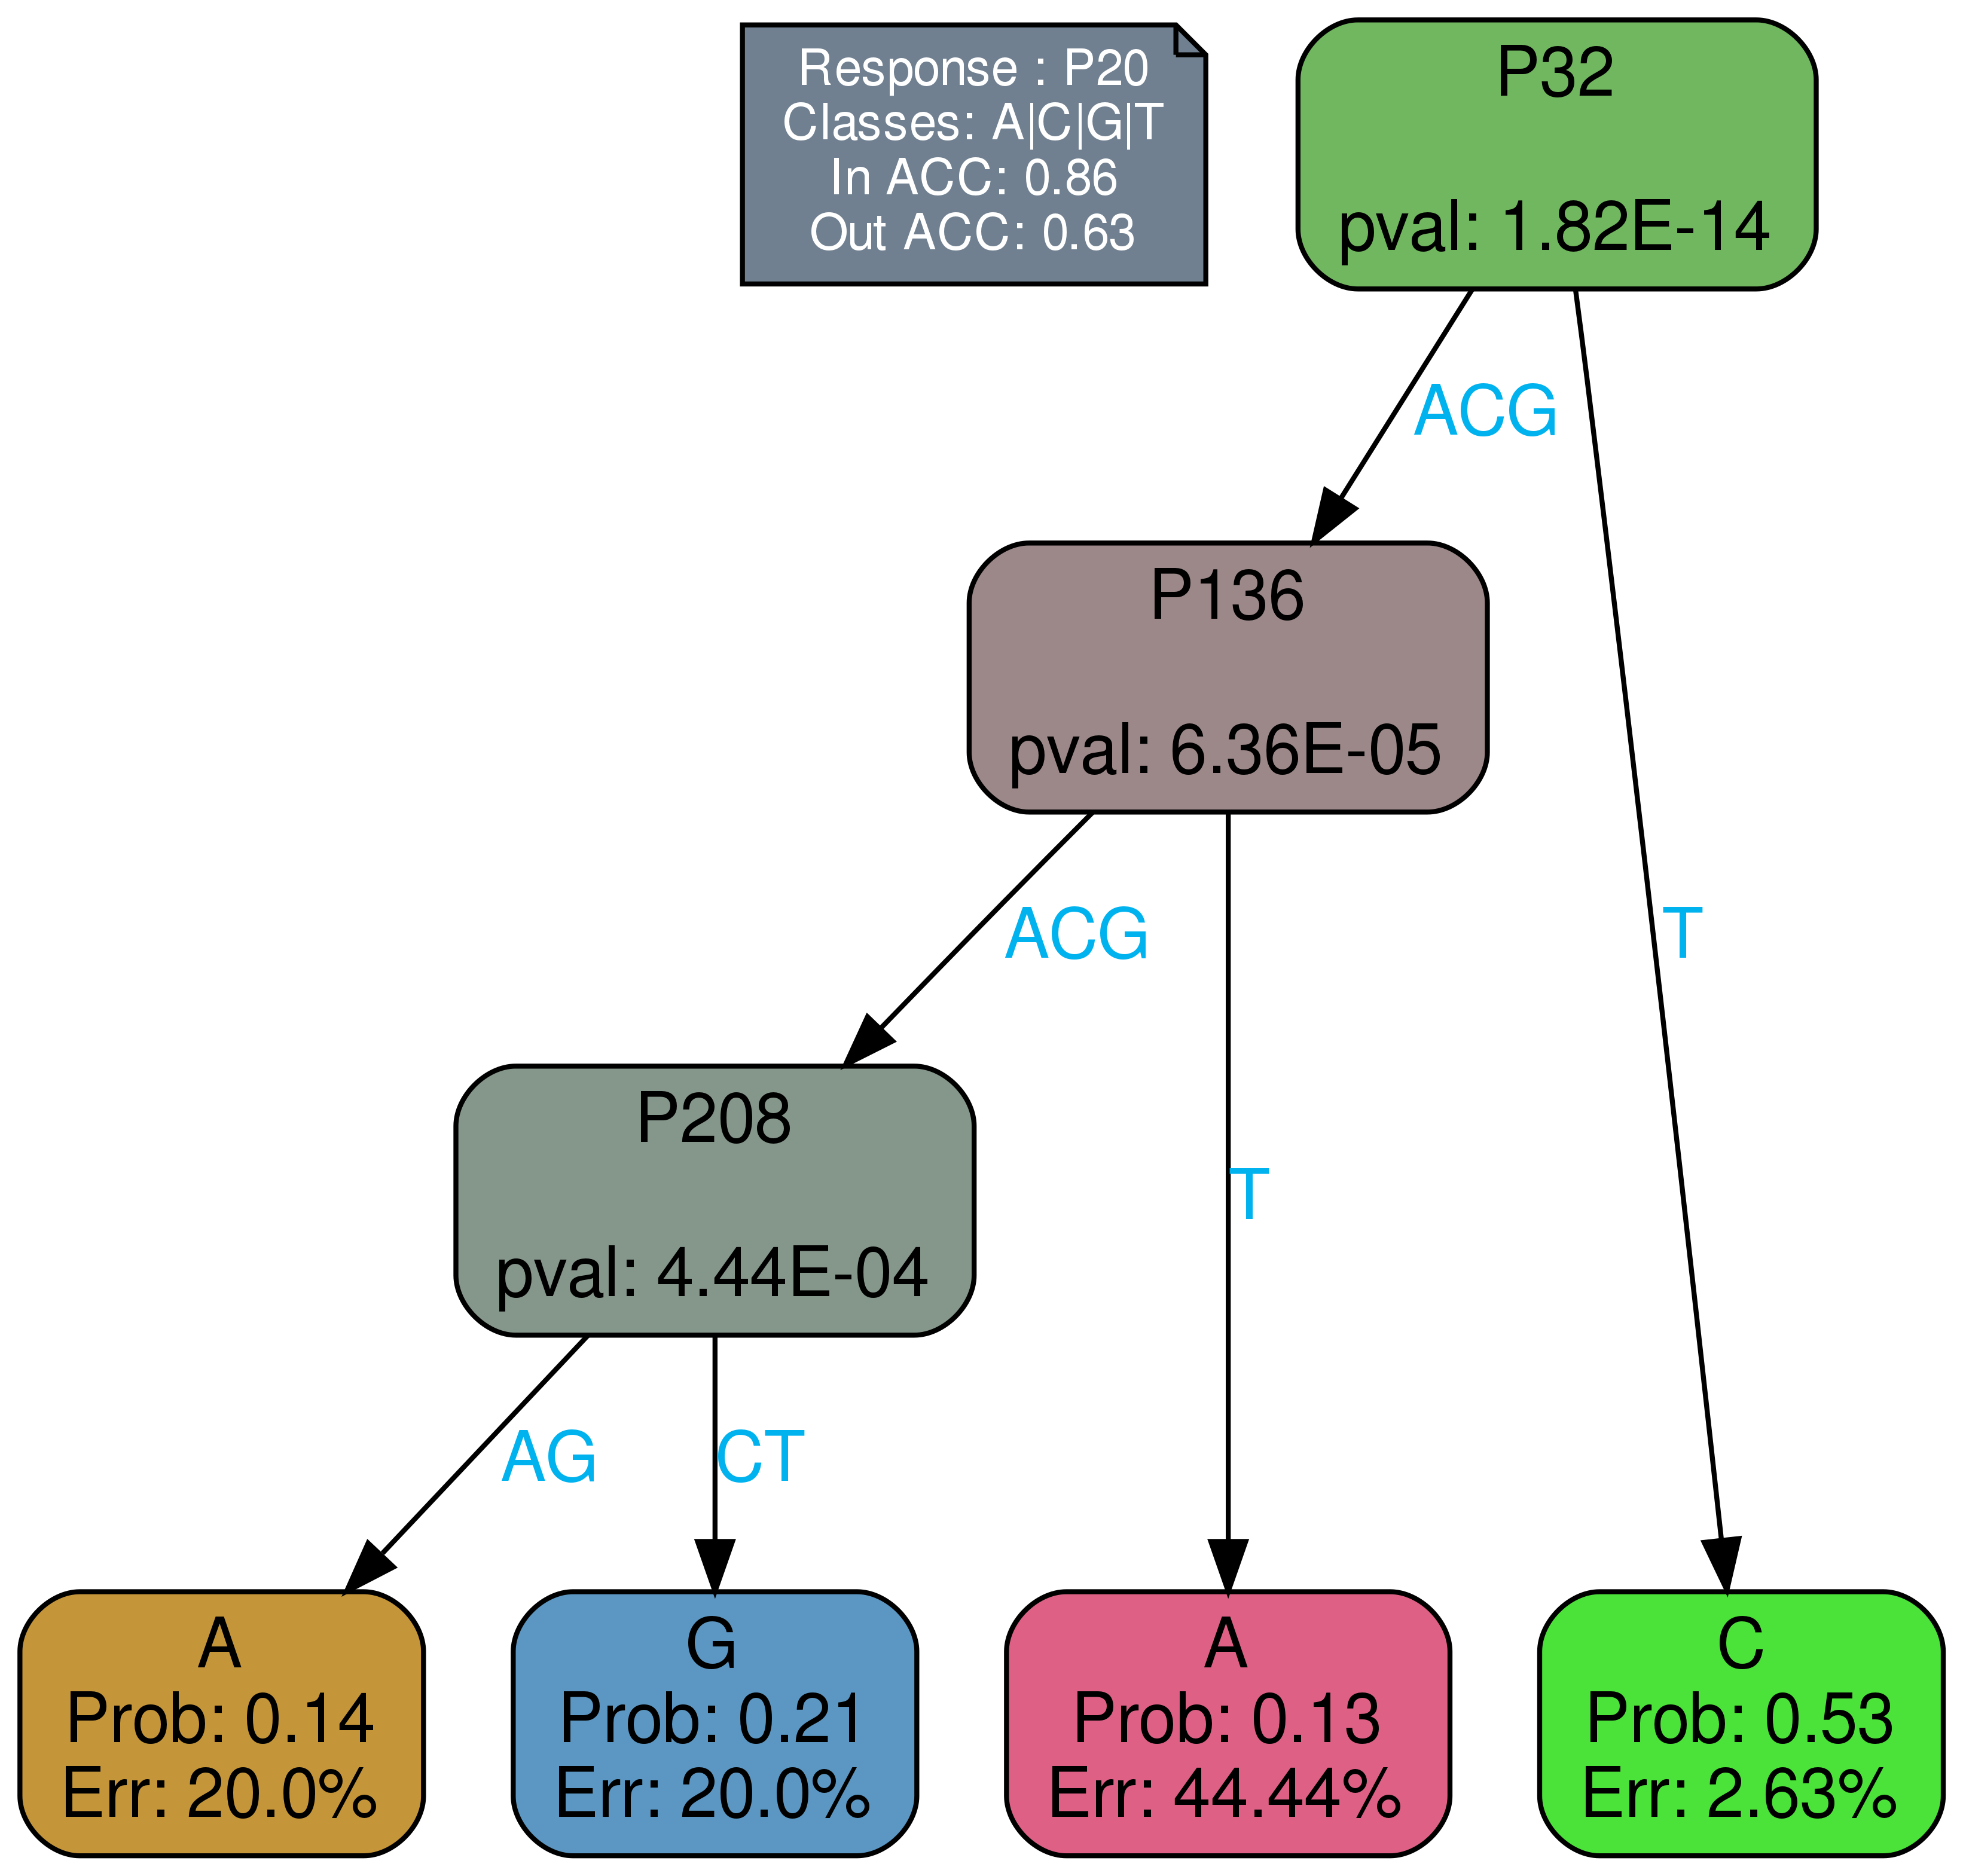 Response : P20
Classes: A|C|G|T
In ACC: 0.86
Out ACC: 0.63
P32
pval: 1.82E-14
ACG
P136
pval: 6.36E-05
ACG
T
P208
pval: 4.44E-04
T
AG
CT
A
Prob: 0.14
Err: 20.0%
G
Prob: 0.21
Err: 20.0%
A
Prob: 0.13
Err: 44.44%
C
Prob: 0.53
Err: 2.63%